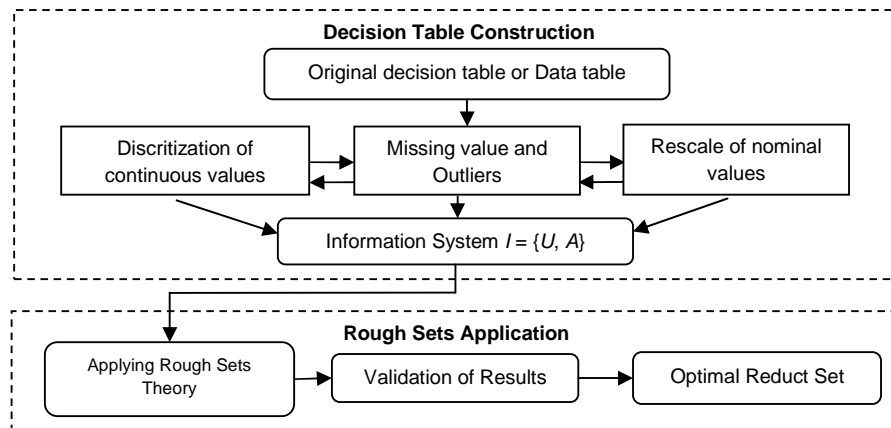 Decision Table Construction
Original decision table or Data table
Discritization of
continuous values
Missing value and
Outliers
Rescale of nominal
values
Information System I = {U, A}
Rough Sets Application
Applying Rough Sets
Theory
Validation of Results
Optimal Reduct Set